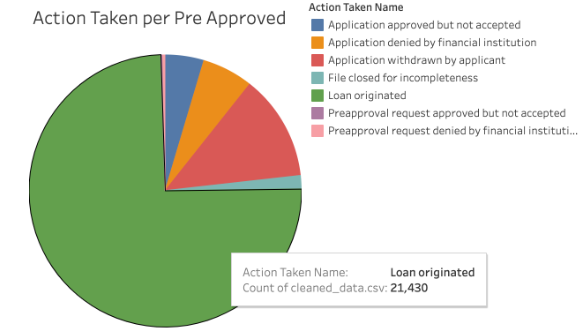 Action Taken per Pre Approved
Action Taken Name
Application approved but not accepted
Application denied by financial institution
Application withdrawn by applicant
File closed for incompleteness
Loan originated
Preapproval request approved but not accepted
Preapproval request denied by financial instituti...
Action Taken Name: Loan originated
Count of cleaned_data.csv: 21,430